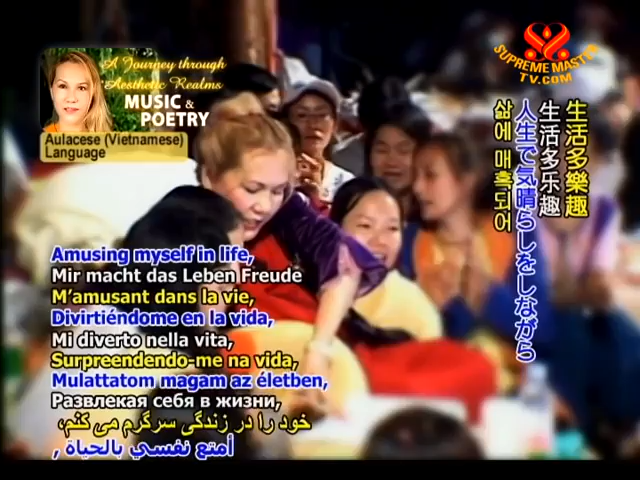 A Journey through
Aesthetic Realms
MUSIC &
POETRY
Aulacese (Vietnamese)
Language
SUPREME MASTER
TV.COM
生活多樂趣
生活多乐趣
人生で気晴らしをしながら
삶에 매혹되어
Amusing myself in life,
Mir macht das Leben Freude
M'amusant dans la vie,
Divirtiéndome en la vida,
Mi diverto nella vita,
Surpreendendo-me na vida,
Mulattatom magam az életben,
Развлекая себя в жизни,
خود را در زندگی سرگرم می کنم،
أمتع نفسي بالحياة ,